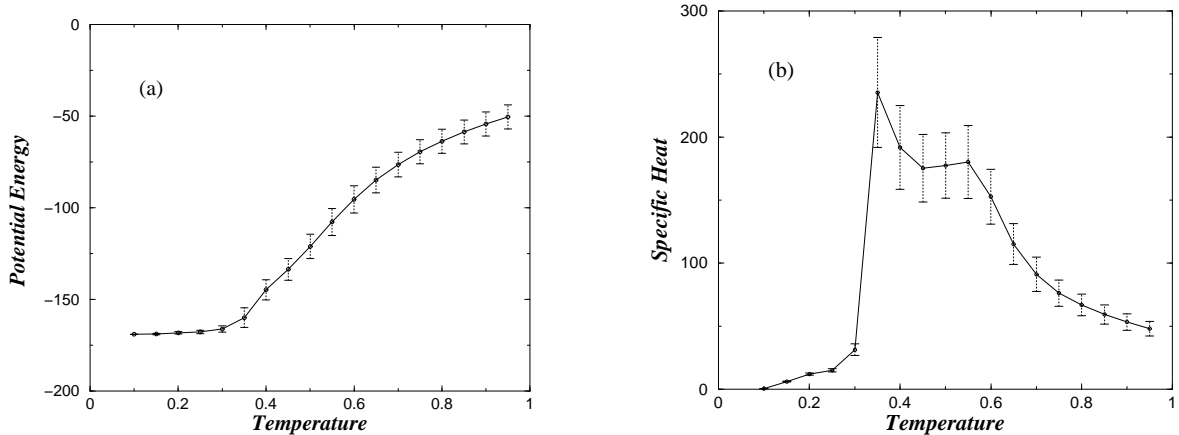 0
−50
−100
−150
−200
0 0.2 0.4 0.6 0.8 1
Temperature
Potential Energy
(a)
300
200
100
0
0 0.2 0.4 0.6 0.8 1
Temperature
Specific Heat
(b)